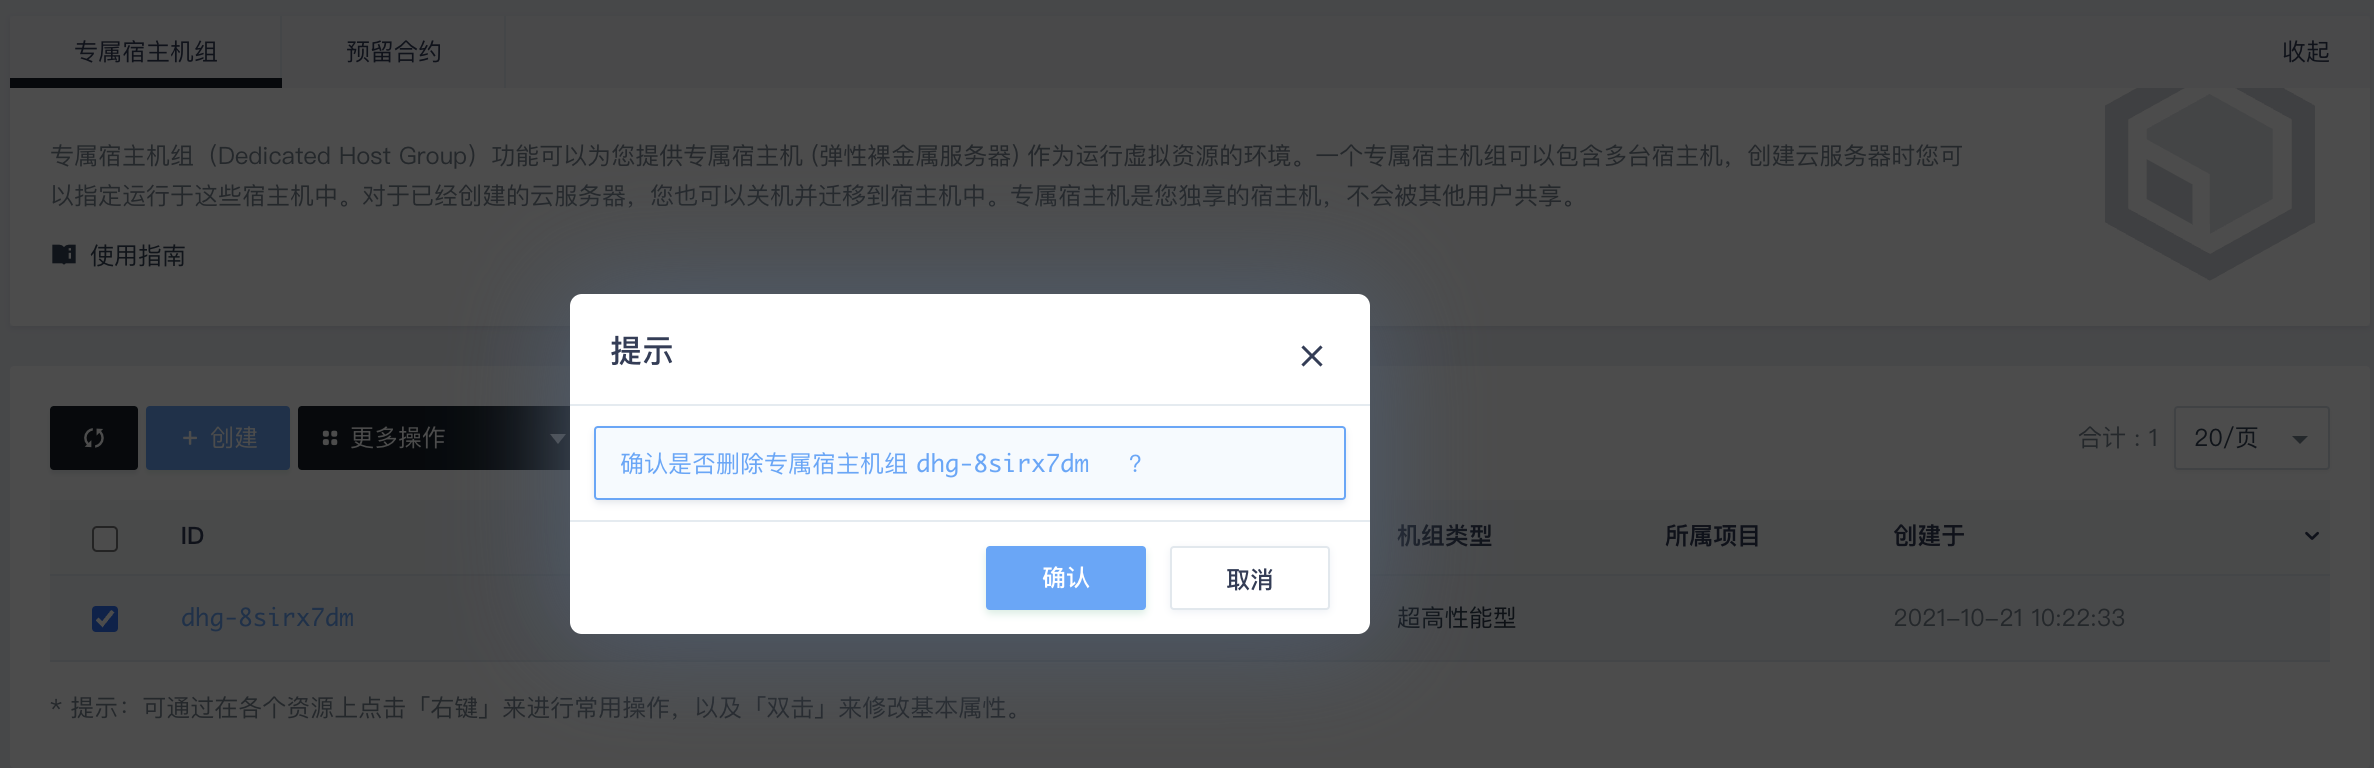 专属宿主机组 预留合约 收起
专属宿主机组（Dedicated Host Group）功能可以为您提供专属宿主机 (弹性裸金属服务器) 作为运行虚拟资源的环境。一个专属宿主机组可以包含多台宿主机，创建云服务器时您可
以指定运行于这些宿主机中。对于已经创建的云服务器，您也可以关机并迁移到宿主机中。专属宿主机是您独享的宿主机，不会被其他用户共享。
使用指南
提示
+ 创建 更多操作 合计 : 1 20/页
确认是否删除专属宿主机组 dhg-8sirx7dm ?
ID 机组类型 所属项目 创建于
确认 取消
dhg-8sirx7dm 超高性能型 2021-10-21 10:22:33
* 提示：可通过在各个资源上点击「右键」来进行常用操作，以及「双击」来修改基本属性。